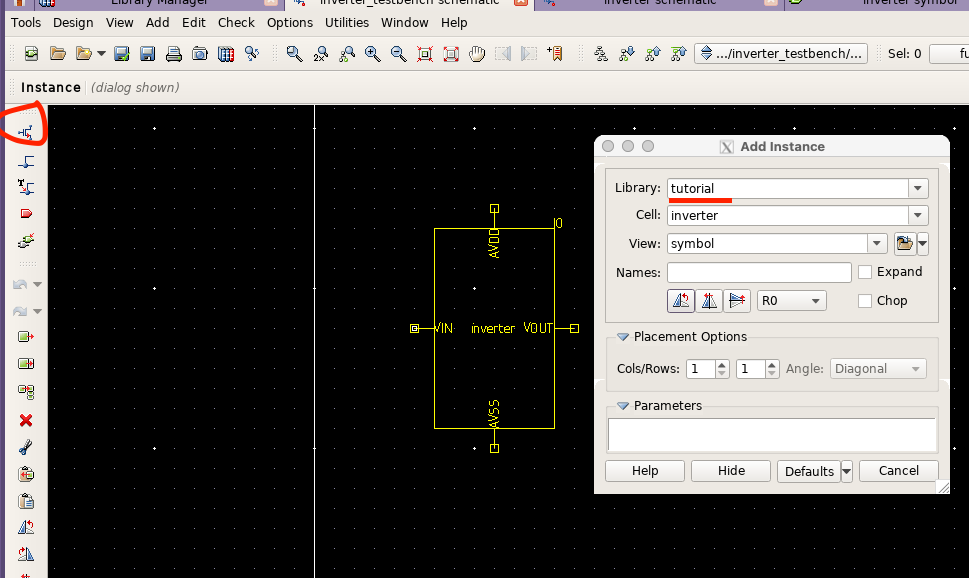 Library Manager
inverter_testbench schematic
inverter schematic
inverter symbol
Tools Design View Add Edit Check Options Utilities Window Help
2X
.../inverter_testbench/...
Sel: 0
fu
Instance (dialog shown)
T
Add Instance
Library: tutorial
Cell: inverter
View: symbol
Names:
Expand
R0
Chop
Placement Options
Cols/Rows: 1 1 Angle: Diagonal
Parameters
Help Hide Defaults Cancel
AVDD
VIN inverter VOUT
AVSS